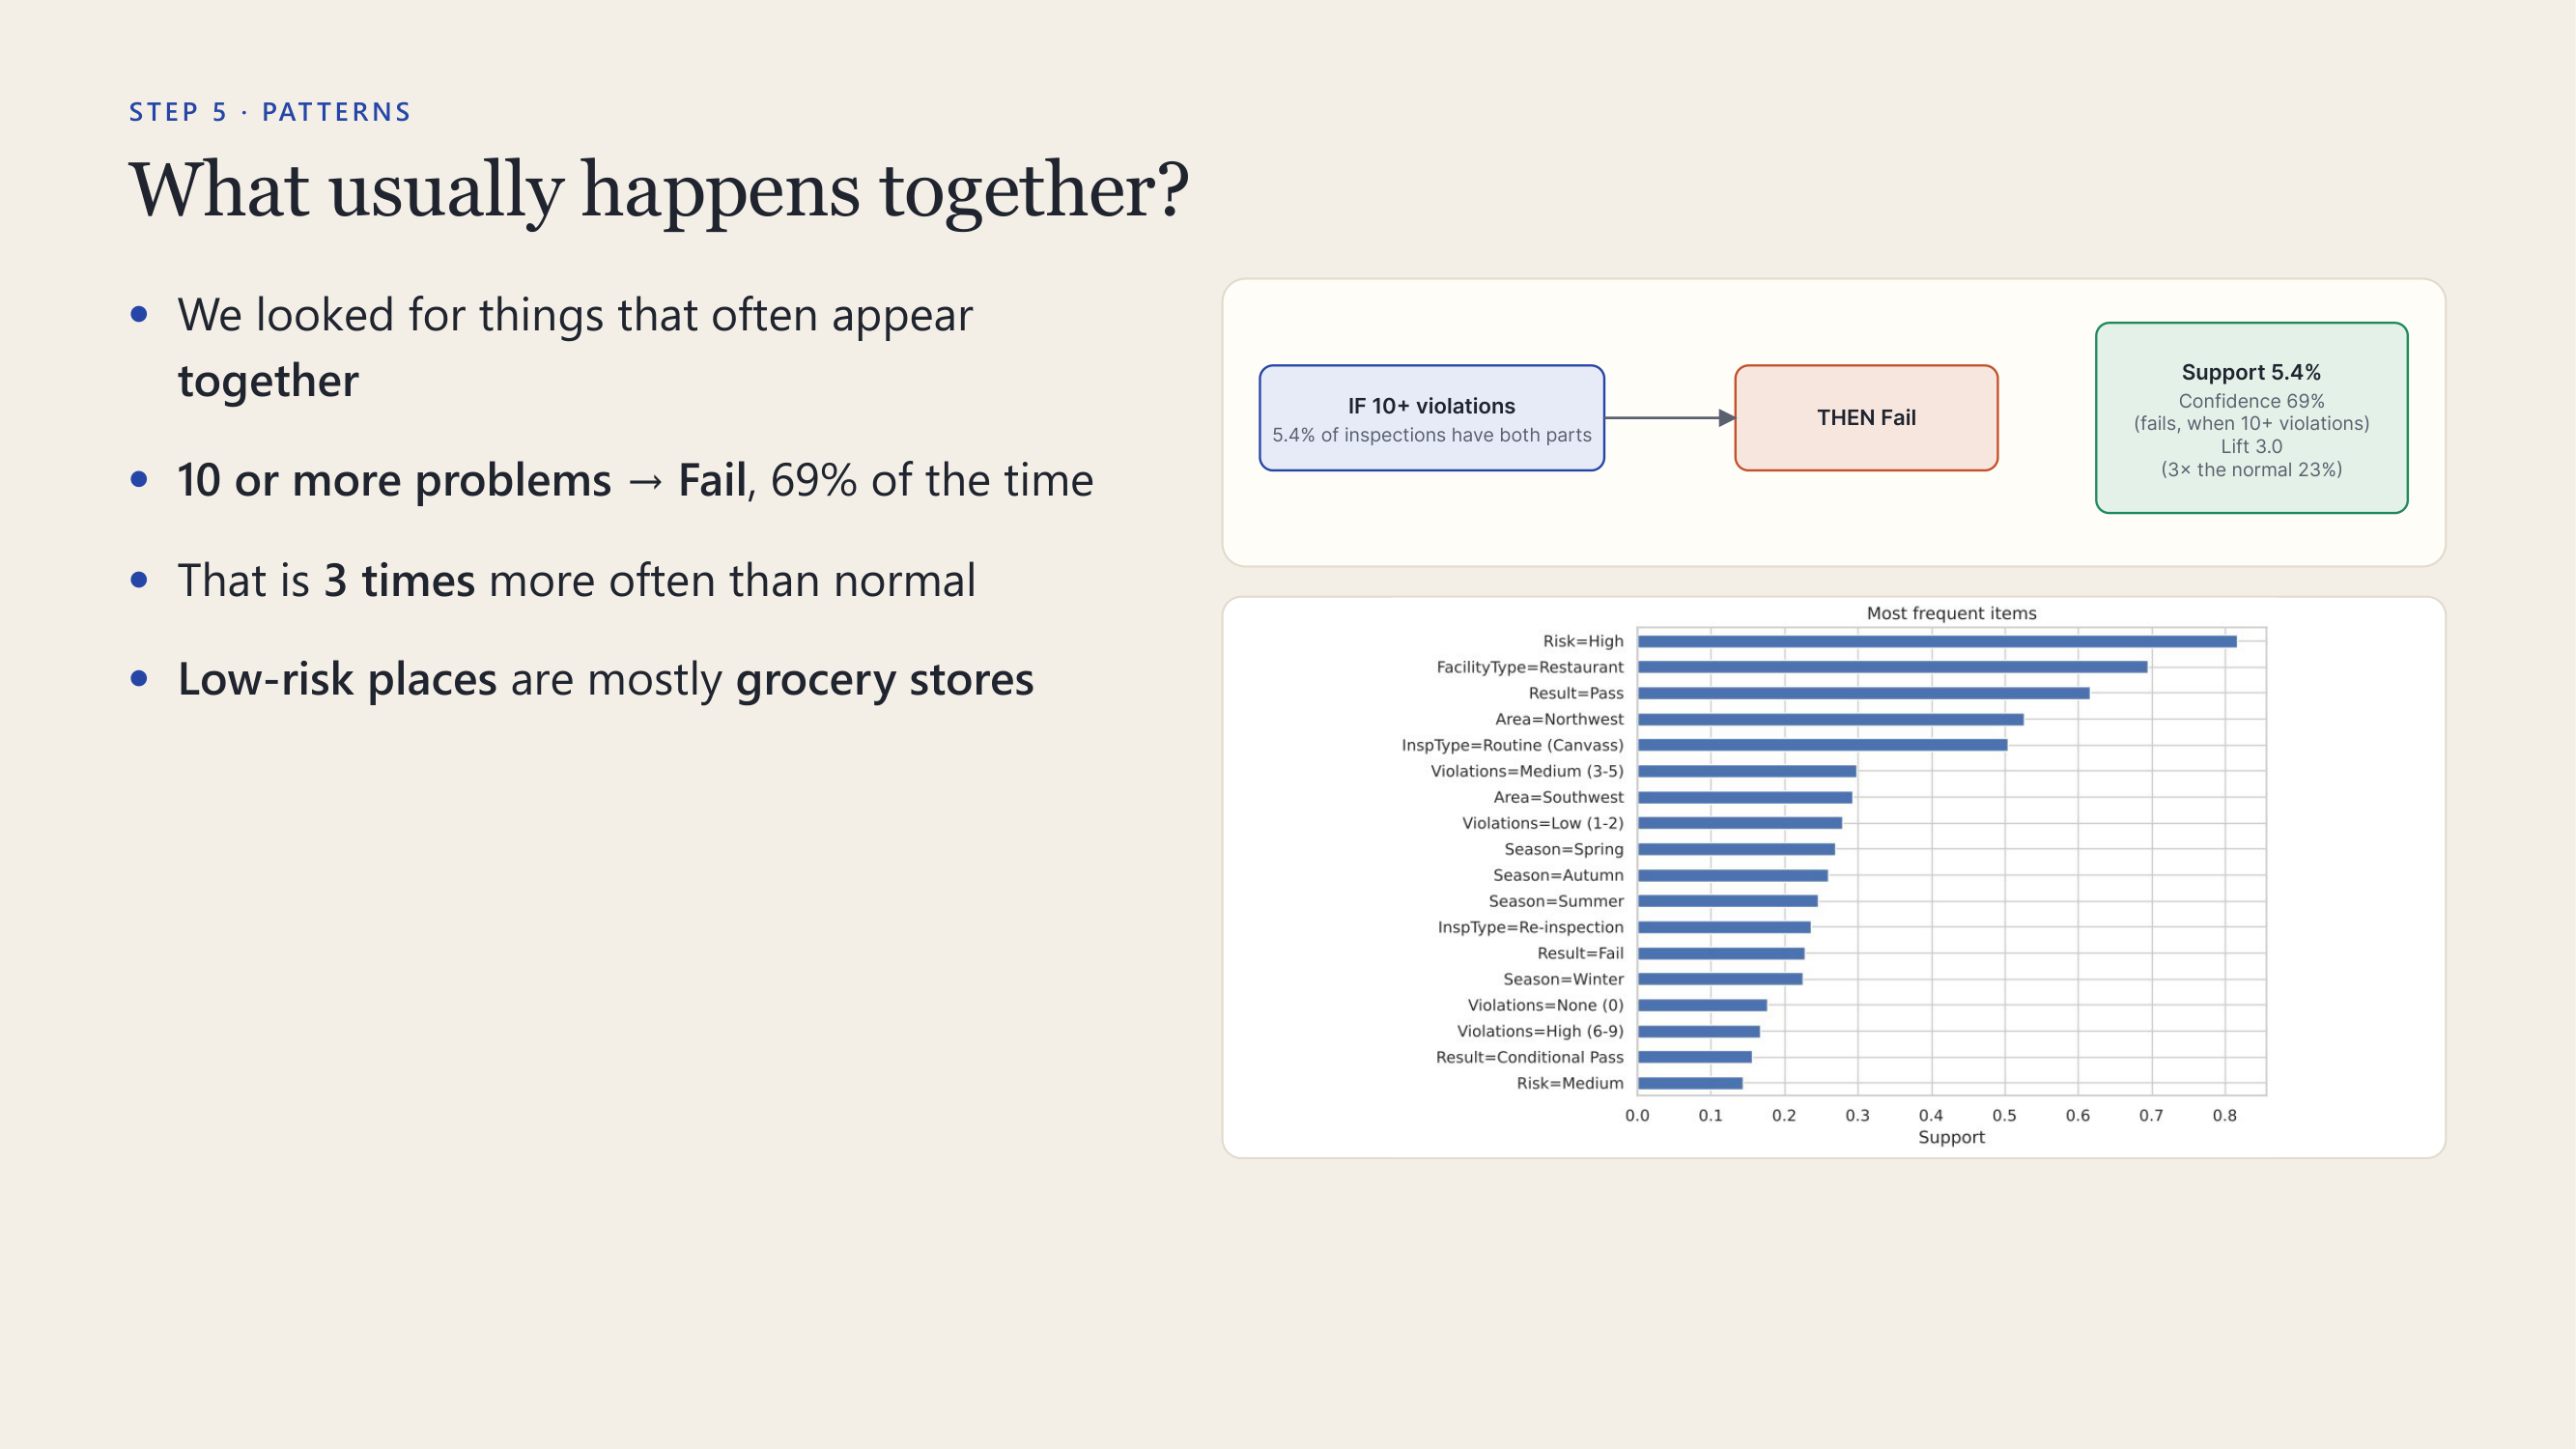 STEP 5 · PATTERNS
What usually happens together?
We looked for things that often appear
together
10 or more problems → Fail, 69% of the time
That is 3 times more often than normal
Low-risk places are mostly grocery stores
IF 10+ violations
5.4% of inspections have both parts
THEN Fail
Support 5.4%
Confidence 69%
(fails, when 10+ violations)
Lift 3.0
(3× the normal 23%)
Most frequent items
Risk=High
FacilityType=Restaurant
Result=Pass
Area=Northwest
InspType=Routine (Canvass)
Violations=Medium (3-5)
Area=Southwest
Violations=Low (1-2)
Season=Spring
Season=Autumn
Season=Summer
InspType=Re-inspection
Result=Fail
Season=Winter
Violations=None (0)
Violations=High (6-9)
Result=Conditional Pass
Risk=Medium
0.0 0.1 0.2 0.3 0.4 0.5 0.6 0.7 0.8
Support